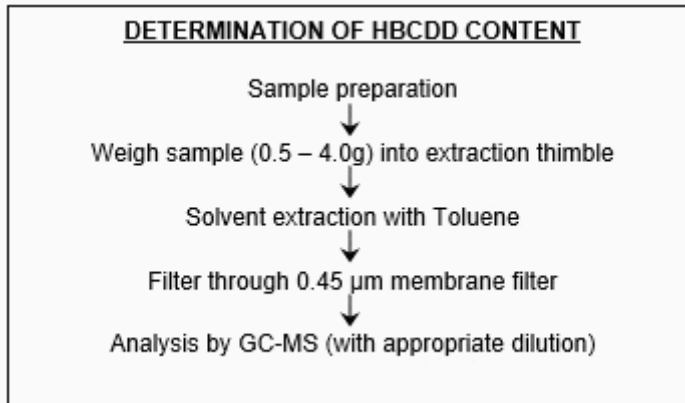 DETERMINATION OF HBCDD CONTENT
Sample preparation
Weigh sample (0.5 – 4.0g) into extraction thimble
Solvent extraction with Toluene
Filter through 0.45 µm membrane filter
Analysis by GC-MS (with appropriate dilution)